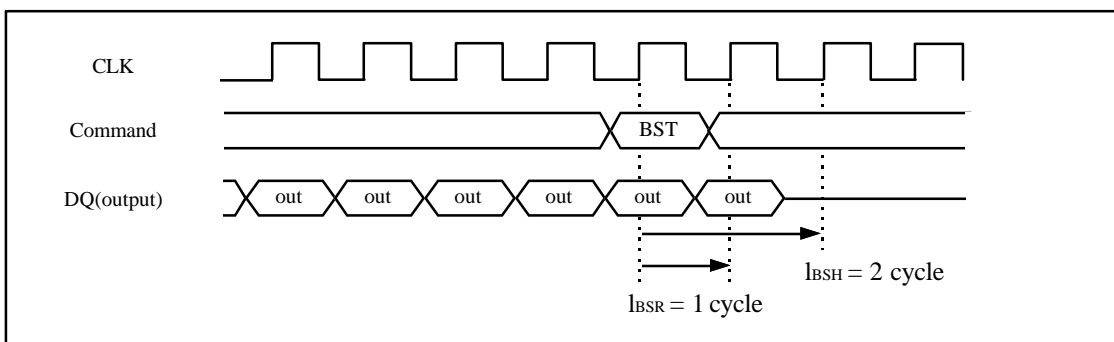 CLK
Command
BST
DQ(output)
out out out out out out
lBSH = 2 cycle
lBSR = 1 cycle